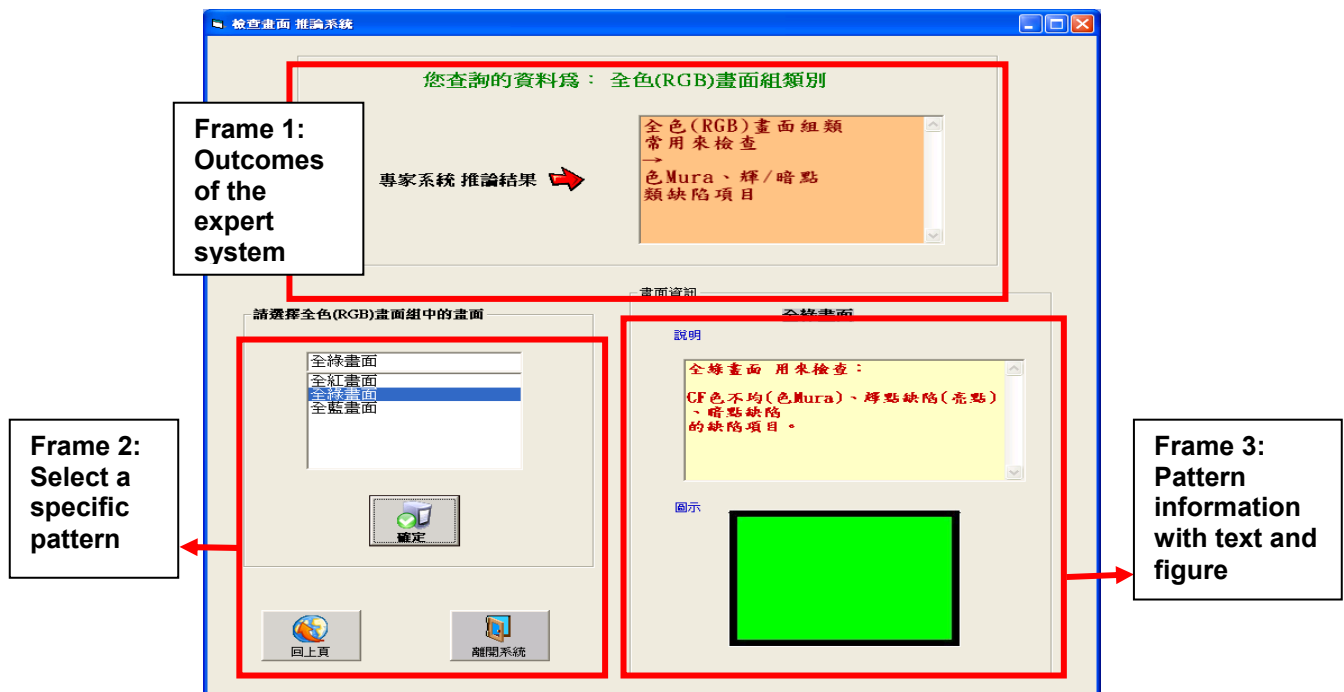 檢查畫面 推論系統
您查詢的資料為： 全色(RGB)畫面組類別
Frame 1:
Outcomes
of the
expert
system
專家系統 推論結果
全色(RGB)畫面組類
常用來檢查
→
色Mura、輝/暗點
類缺陷項目
請選擇全色(RGB)畫面組中的畫面
全綠畫面
全紅畫面
全綠畫面
全藍畫面
確定
回上頁
離開系統
Frame 2:
Select a
specific
pattern
畫面資訊
全綠畫面
說明
全綠畫面 用來檢查：
CF色不均(色Mura)、輝點缺陷(亮點)
、暗點缺陷
的缺陷項目。
圖示
Frame 3:
Pattern
information
with text and
figure